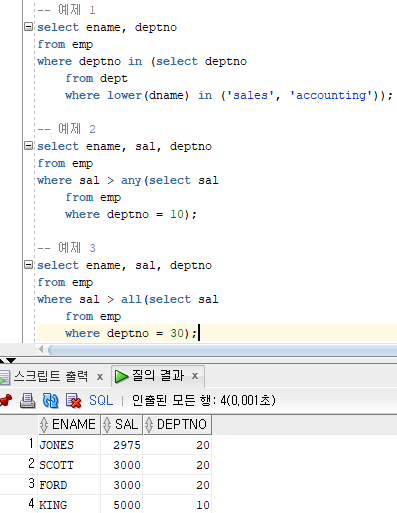 -- 예제 1
select ename, deptno
from emp
where deptno in (select deptno
from dept
where lower(dname) in ('sales', 'accounting'));
-- 예제 2
select ename, sal, deptno
from emp
where sal > any(select sal
from emp
where deptno = 10);
-- 예제 3
select ename, sal, deptno
from emp
where sal > all(select sal
from emp
where deptno = 30);
스크립트 출력 x 질의 결과 x
SQL | 인출된 모든 행: 4(0,001초)
ENAME SAL DEPTNO
1 JONES 2975 20
2 SCOTT 3000 20
3 FORD 3000 20
4 KING 5000 10